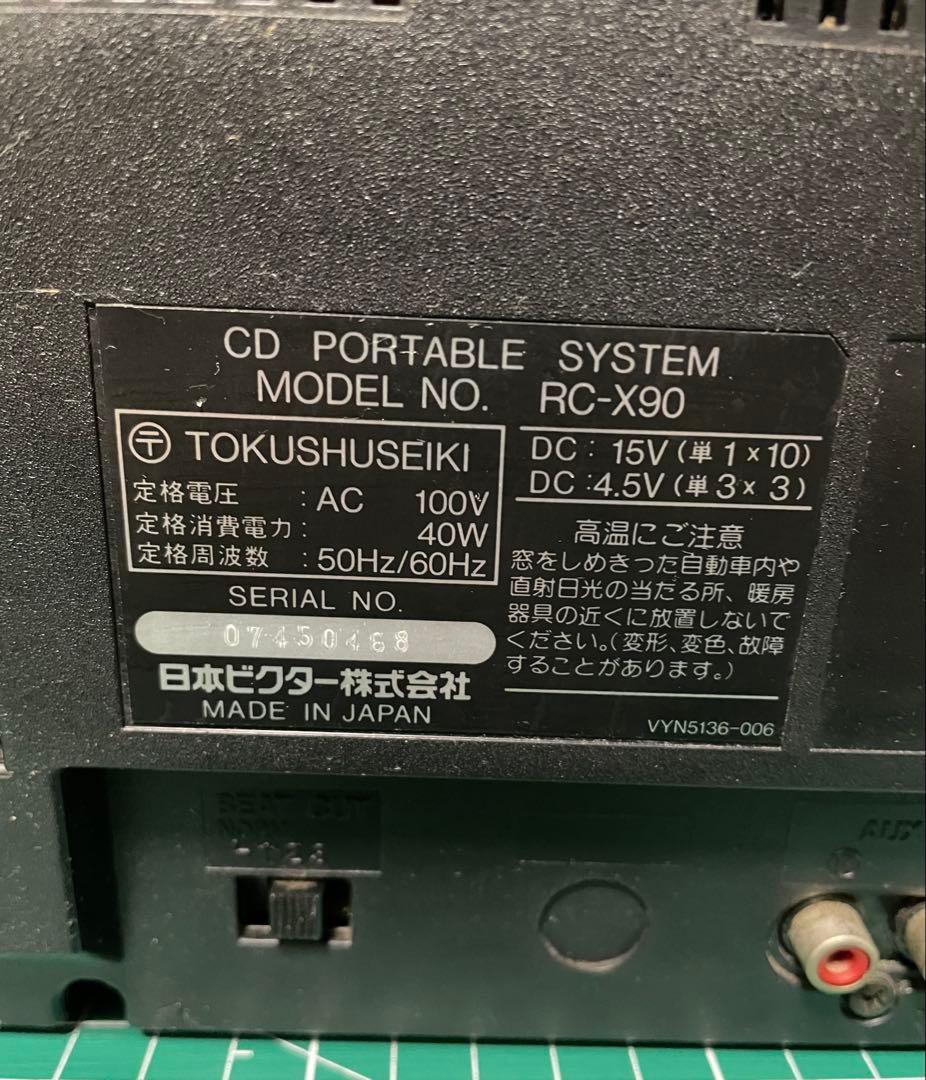 CD PORTABLE SYSTEM
MODEL NO. RC-X90
〒 TOKUSHUSEIKI
定格電圧 : AC 100V
定格消費電力 : 40W
定格周波数 : 50Hz/60Hz
SERIAL NO.
07450468
日本ビクター株式会社
MADE IN JAPAN
DC : 15V (単1×10)
DC : 4.5V (単3×3)
高温にご注意
窓をしめきった自動車内や
直射日光の当たる所、暖房
器具の近くに放置しないで
ください。(変形、変色、故障
することがあります。)
VYN5136-006
BEAT CUT
AUX